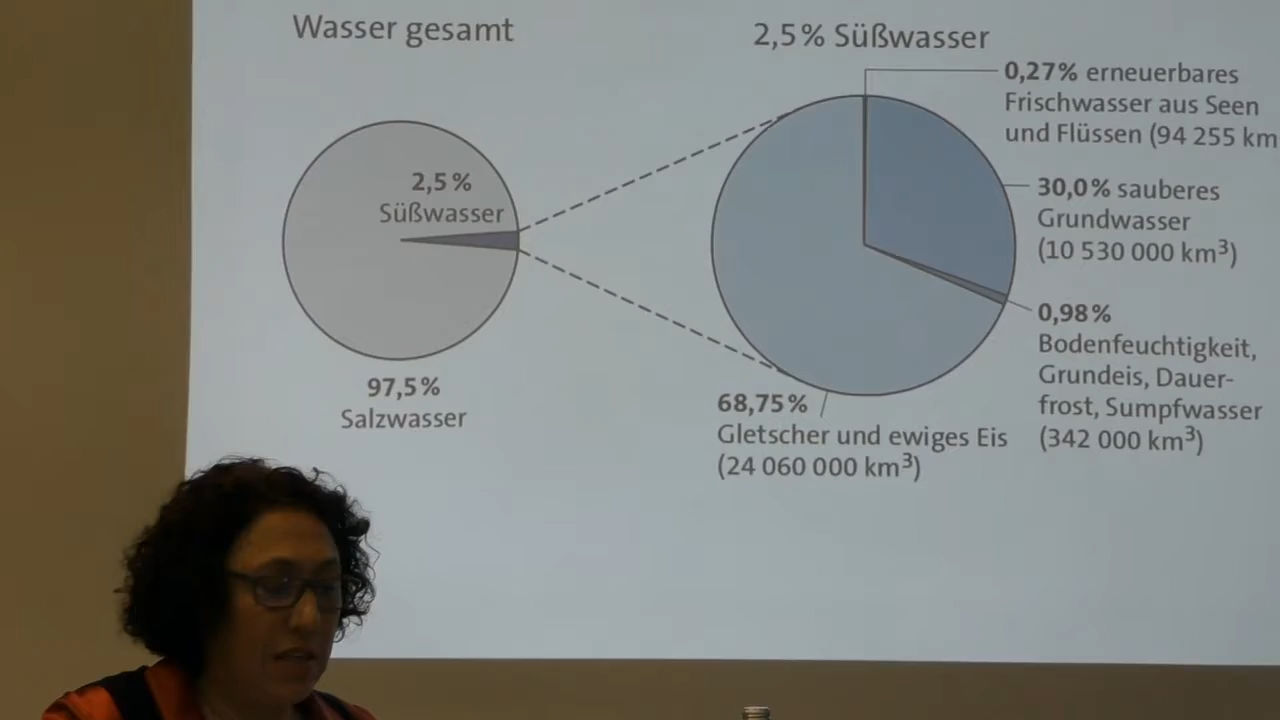 Wasser gesamt
2,5 %
Süßwasser
97,5%
Salzwasser
2,5% Süßwasser
0,27% erneuerbares
Frischwasser aus Seen
und Flüssen (94 255 km
30,0% sauberes
Grundwasser
(10 530 000 km³)
0,98%
Bodenfeuchtigkeit,
Grundeis, Dauer-
frost, Sumpfwasser
(342 000 km³)
68,75%
Gletscher und ewiges Eis
(24 060 000 km³)